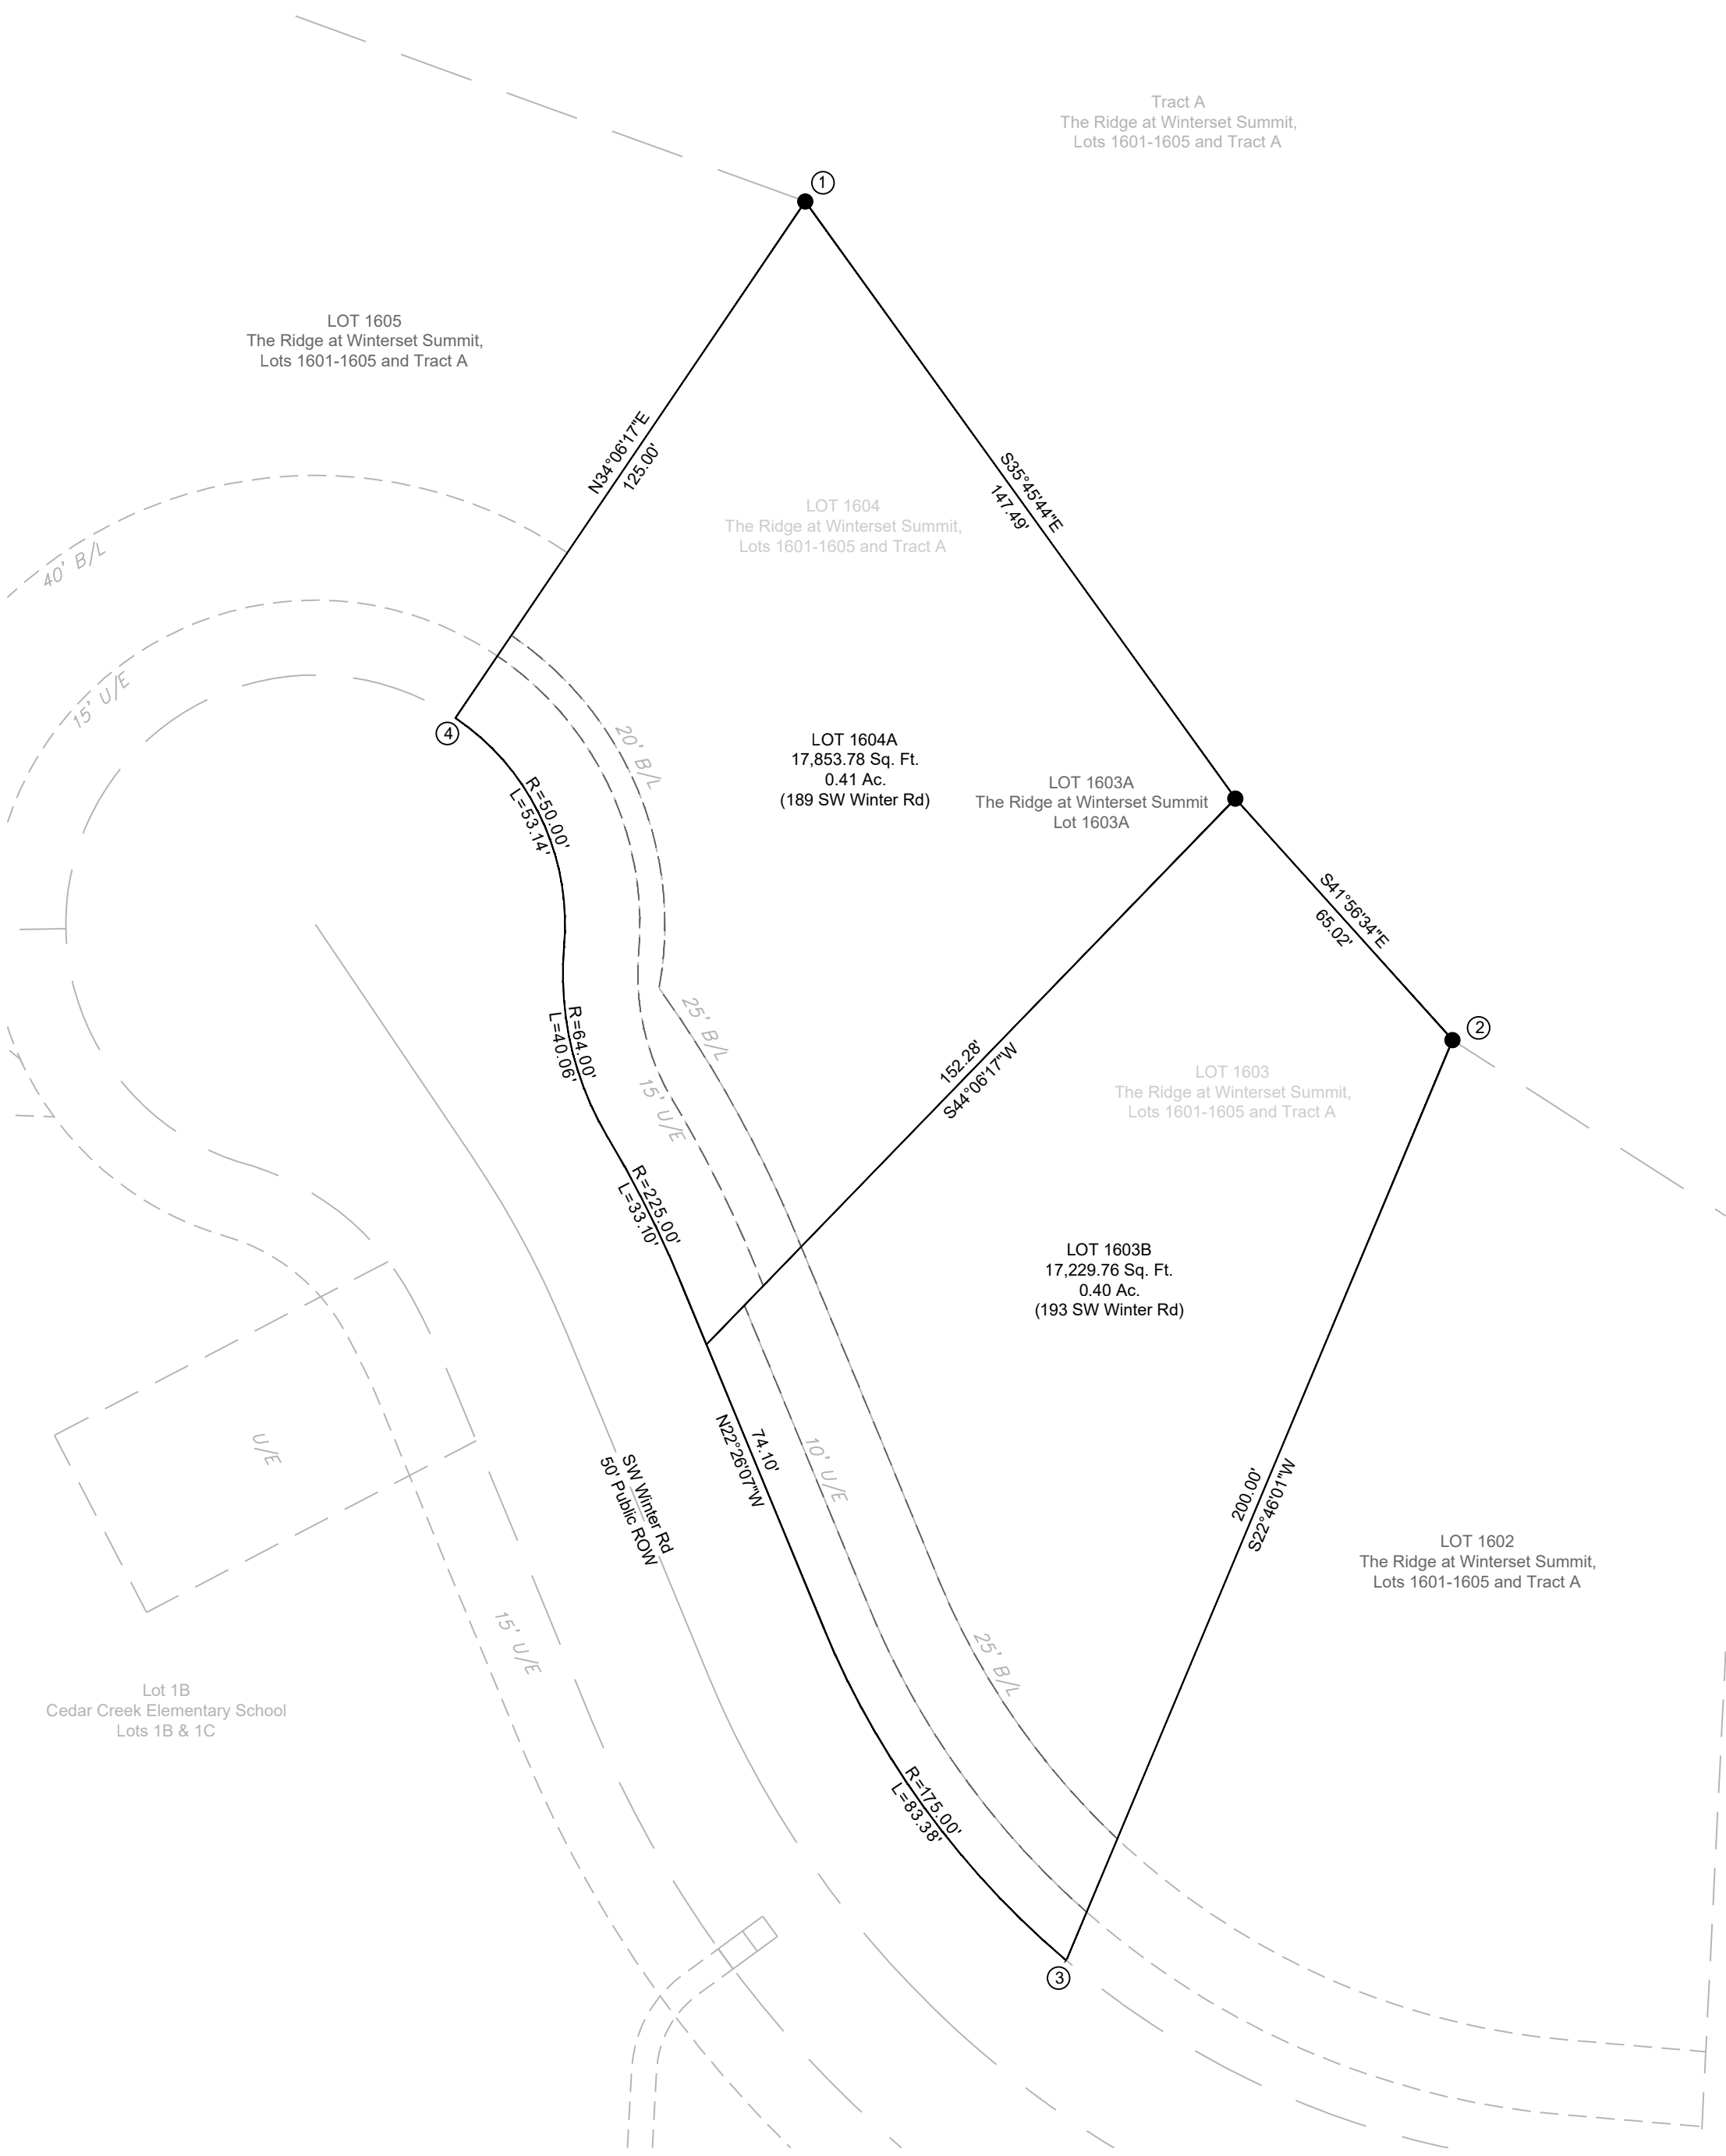 Tract A
The Ridge at Winterset Summit,
Lots 1601-1605 and Tract A
1
LOT 1605
The Ridge at Winterset Summit,
Lots 1601-1605 and Tract A
N34°06'17"E
125.00'
S35°45'44"E
147.49'
LOT 1604
The Ridge at Winterset Summit,
Lots 1601-1605 and Tract A
40' B/L
15' U/E
4
20' B/L
LOT 1604A
17,853.78 Sq. Ft.
0.41 Ac.
(189 SW Winter Rd)
LOT 1603A
The Ridge at Winterset Summit
Lot 1603A
R=50.00'
L=53.14'
S41°56'34"E
65.02'
2
25' B/L
R=64.00'
L=40.06'
15' U/E
152.28'
S44°06'17"W
LOT 1603
The Ridge at Winterset Summit,
Lots 1601-1605 and Tract A
R=225.00'
L=33.10'
LOT 1603B
17,229.76 Sq. Ft.
0.40 Ac.
(193 SW Winter Rd)
U/E
74.10'
N22°26'07"W
10' U/E
SW Winter Rd
50' Public ROW
200.00'
S22°46'01"W
LOT 1602
The Ridge at Winterset Summit,
Lots 1601-1605 and Tract A
15' U/E
25' B/L
Lot 1B
Cedar Creek Elementary School
Lots 1B & 1C
R=175.00'
L=83.38'
3